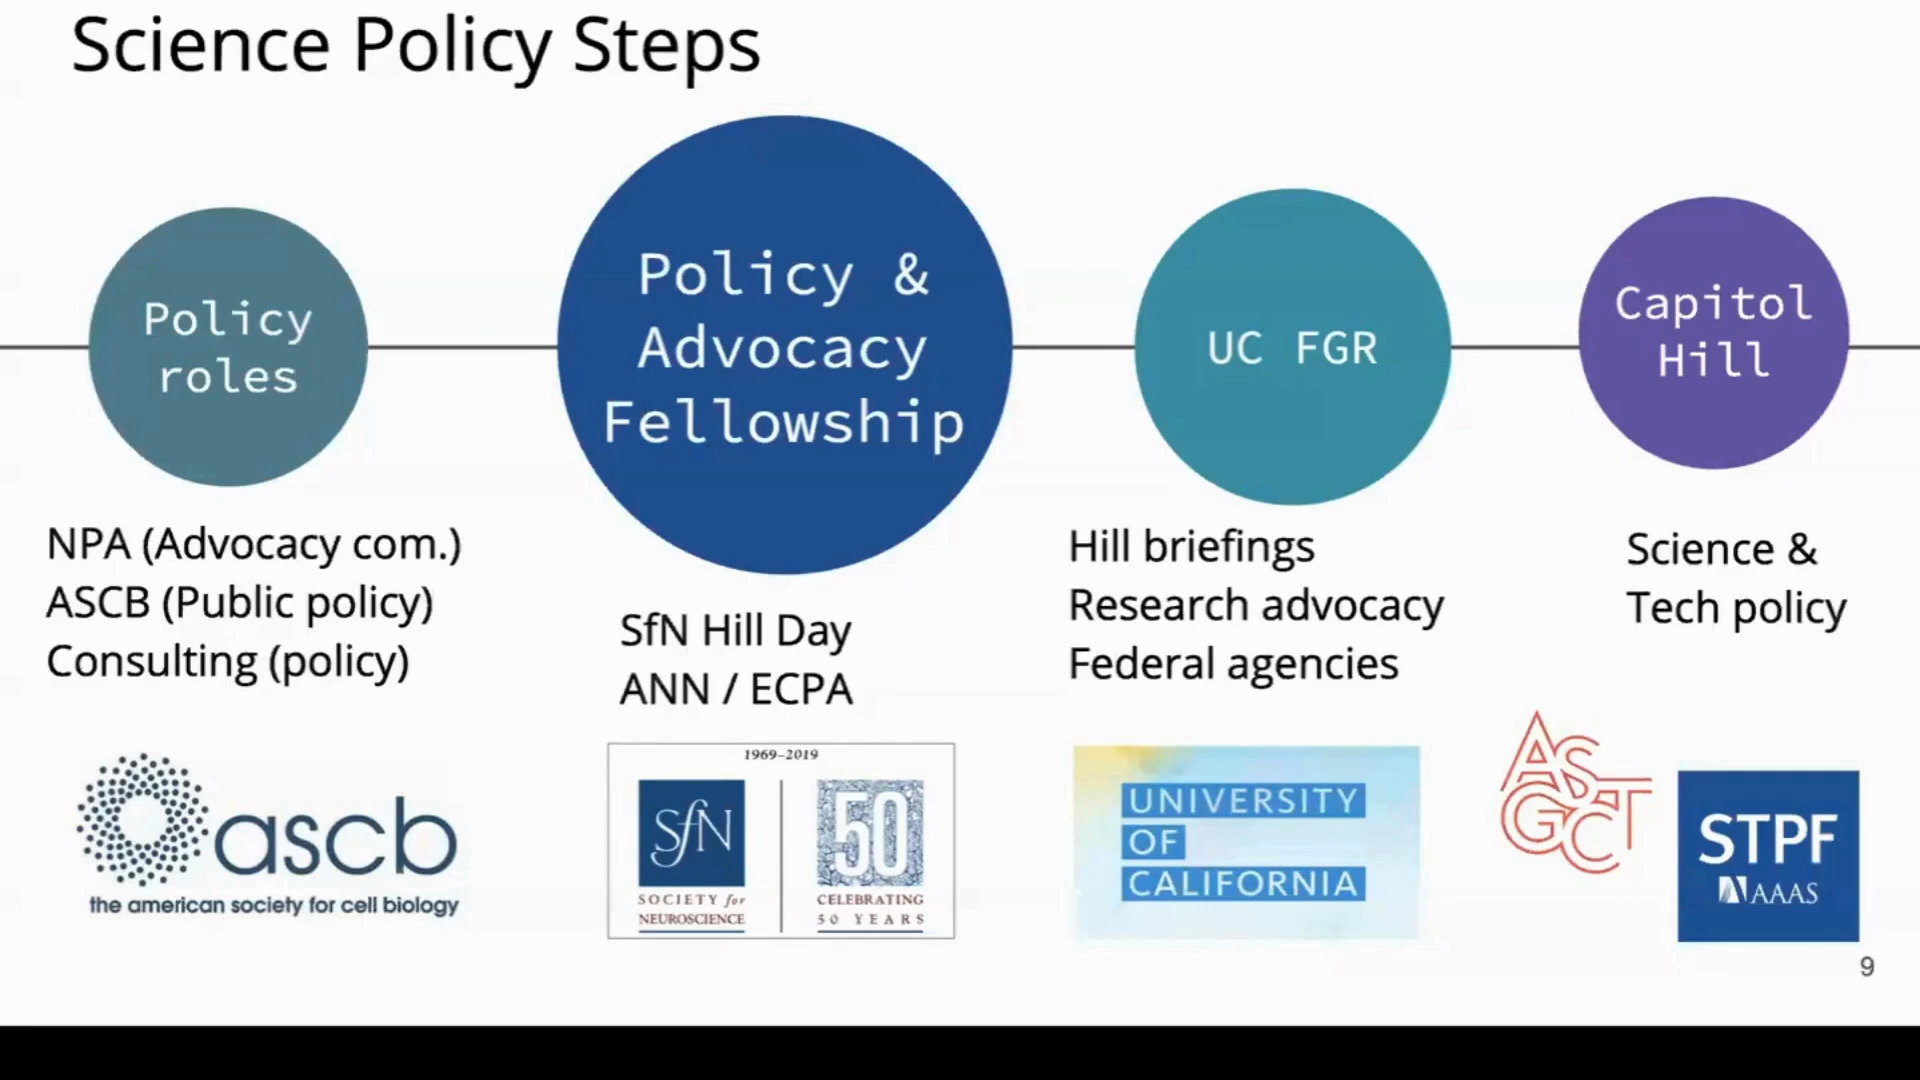 Science Policy Steps
Policy
roles
Policy &
Advocacy
Fellowship
UC FGR
Capitol
Hill
NPA (Advocacy com.)
ASCB (Public policy)
Consulting (policy)
SfN Hill Day
ANN / ECPA
Hill briefings
Research advocacy
Federal agencies
Science &
Tech policy
ascb
the american society for cell biology
1969–2019
SfN
SOCIETY for
NEUROSCIENCE
50
CELEBRATING
50 YEARS
UNIVERSITY
OF
CALIFORNIA
AS
GCT
STPF
AAAS
9